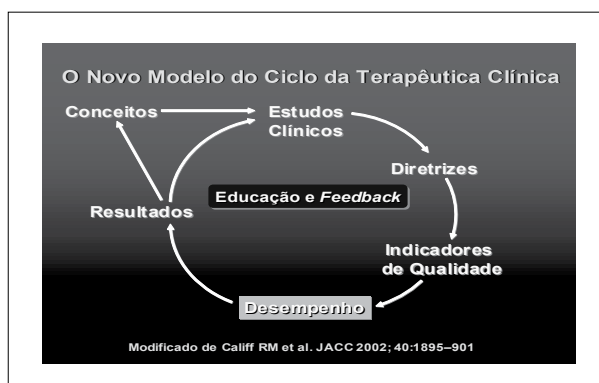 O Novo Modelo do Ciclo da Terapêutica Clínica
Conceitos
Estudos
Clínicos
Diretrizes
Educação e Feedback
Resultados
Indicadores
de Qualidade
Desempenho
Modificado de Califf RM et al. JACC 2002; 40:1895–901